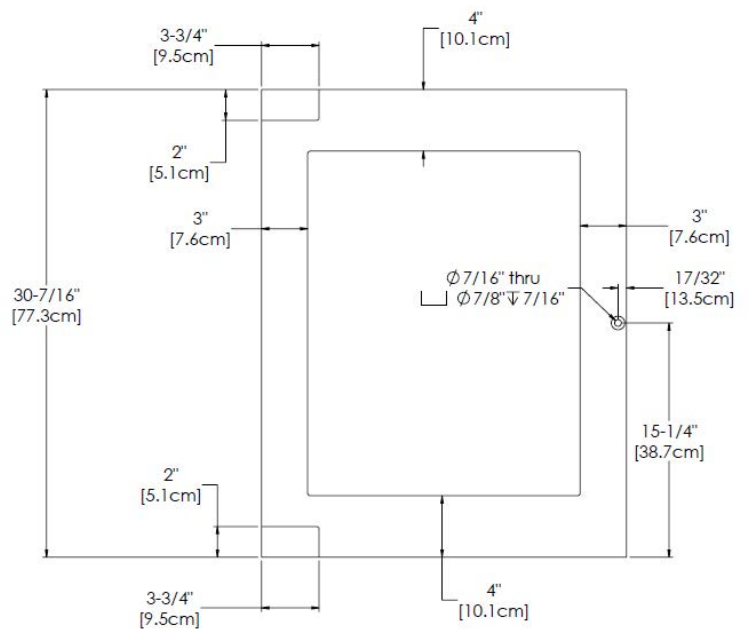 4"
[10.1cm]
3-3/4"
[9.5cm]
2"
[5.1cm]
3"
[7.6cm]
3"
[7.6cm]
⌀7/16" thru
⌴ ⌀7/8"↧7/16"
17/32"
[13.5cm]
30-7/16"
[77.3cm]
15-1/4"
[38.7cm]
2"
[5.1cm]
3-3/4"
[9.5cm]
4"
[10.1cm]